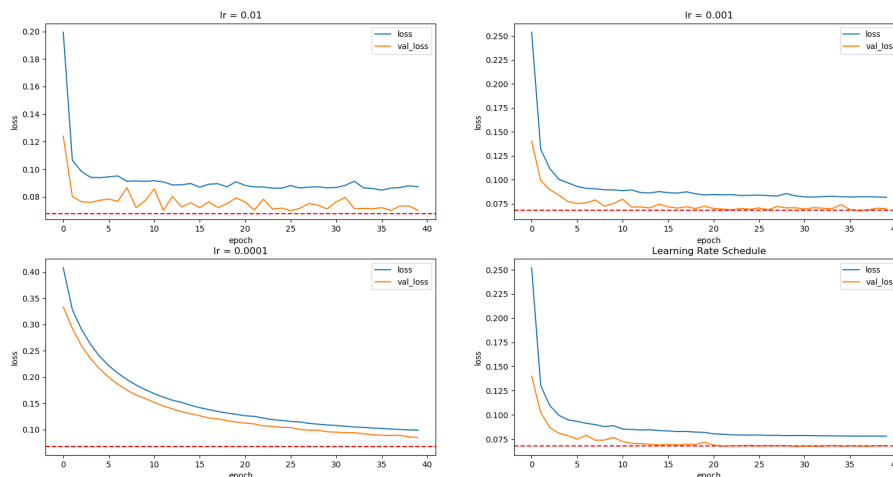 lr = 0.01
0.20
0.18
0.16
0.14
0.12
0.10
0.08
loss
loss
val_loss
0 5 10 15 20 25 30 35 40
epoch
lr = 0.001
0.250
0.225
0.200
0.175
0.150
0.125
0.100
0.075
loss
loss
val_loss
0 5 10 15 20 25 30 35 4
epoch
lr = 0.0001
0.40
0.35
0.30
0.25
0.20
0.15
0.10
loss
loss
val_loss
0 5 10 15 20 25 30 35 40
epoch
Learning Rate Schedule
0.250
0.225
0.200
0.175
0.150
0.125
0.100
0.075
loss
loss
val_loss
0 5 10 15 20 25 30 35 4
epoch